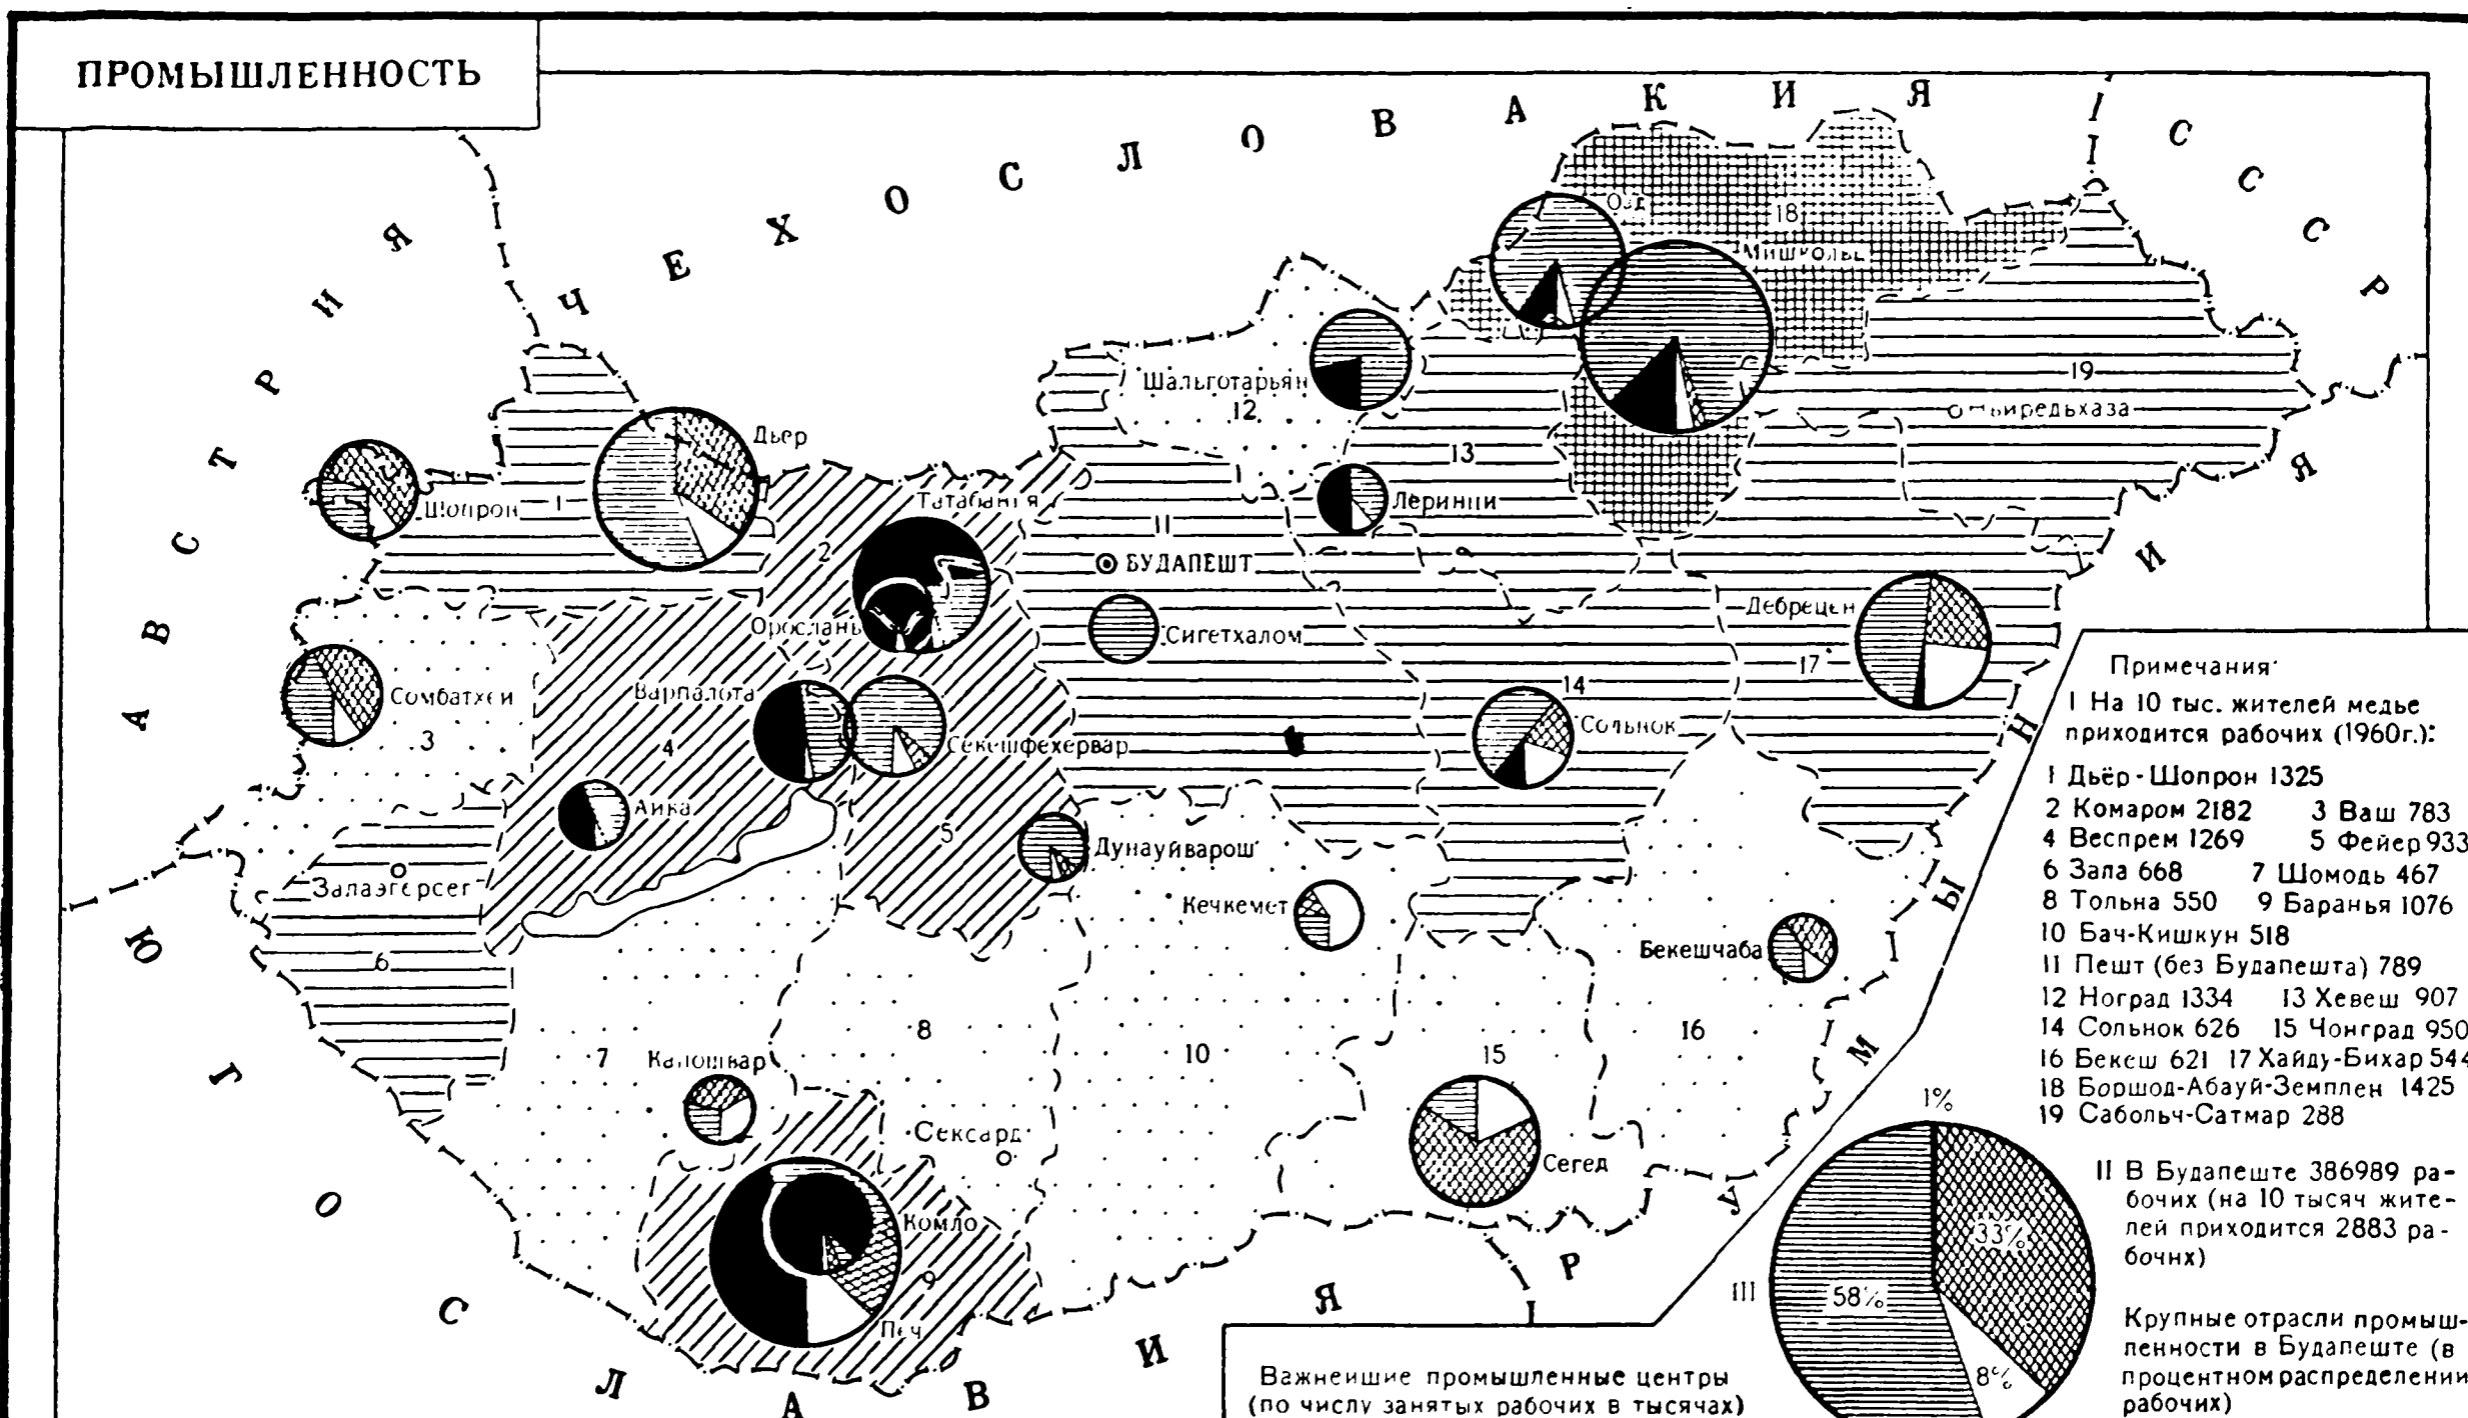 ПРОМЫШЛЕННОСТЬ
АВСТРИЯ
ЧЕХОСЛОВАКИЯ
СССР
РУМЫНИЯ
ЮГОСЛАВИЯ
Озд
18
Мишкольц
19
Шальготарьян
12
13
Дьер
Шопрон
1
Татабанья
2
11
Леринци
БУДАПЕШТ
Орослань
Сигетхалом
Дебрецен
17
Сомбатхеи
3
Варпалота
4
Секешфехервар
14
Сольнок
Аика
5
Дунауйварош
Залаэгерсег
6
Кечкемет
Бекешчаба
7
8
10
15
16
Капошвар
Сексард
Сегед
Комло
9
Печ
Примечания:
I На 10 тыс. жителей медье
приходится рабочих (1960г.):
1 Дьёр-Шопрон 1325
2 Комаром 2182 3 Ваш 783
4 Веспрем 1269 5 Фейер 933
6 Зала 668 7 Шомодь 467
8 Тольна 550 9 Баранья 1076
10 Бач-Кишкун 518
11 Пешт (без Будапешта) 789
12 Ноград 1334 13 Хевеш 907
14 Сольнок 626 15 Чонград 950
16 Бекеш 621 17 Хайду-Бихар 544
18 Боршод-Абауй-Земплен 1425
19 Сабольч-Сатмар 288
II В Будапеште 386989 ра-
бочих (на 10 тысяч жите-
лей приходится 2883 ра-
бочих)
III
1%
33%
58%
8%
Крупные отрасли промыш-
ленности в Будапеште (в
процентном распределении
рабочих)
Важнеишие промышленные центры
(по числу занятых рабочих в тысячах)